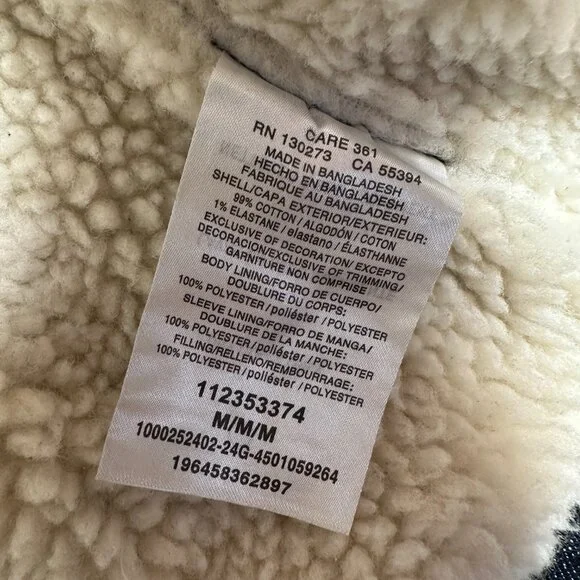 CARE 361
RN 130273 CA 55394
MADE IN BANGLADESH
HECHO EN BANGLADESH
FABRIQUE AU BANGLADESH
SHELL/CAPA EXTERIOR/EXTERIEUR:
99% COTTON / ALGODÓN / COTON
1% ELASTANE / elastano / ÉLASTHANNE
EXCLUSIVE OF DECORATION / EXCEPTO
DECORACIÓN/EXCLUSIVE OF TRIMMING/
GARNITURE NON COMPRISE
BODY LINING/FORRO DE CUERPO/
DOUBLURE DU CORPS:
100% POLYESTER / poliéster / POLYESTER
SLEEVE LINING/FORRO DE MANGA/
DOUBLURE DE LA MANCHE:
100% POLYESTER/ poliéster / POLYESTER
FILLING/RELLENO/REMBOURRAGE:
100% POLYESTER/ poliéster / POLYESTER
112353374
M/M/M
1000252402-24G-4501059264
196458362897